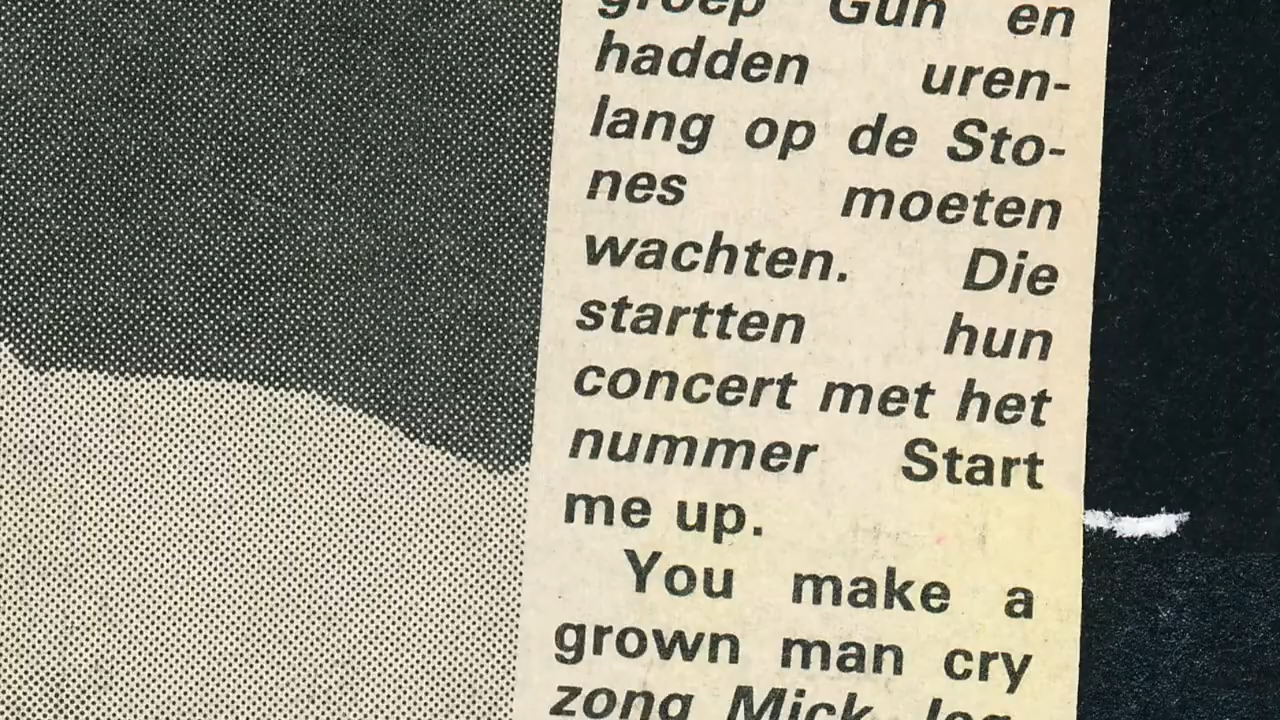 groep Gun en
hadden uren-
lang op de Sto-
nes moeten
wachten. Die
startten hun
concert met het
nummer Start
me up.
You make a
grown man cry
zong Mick Jag-